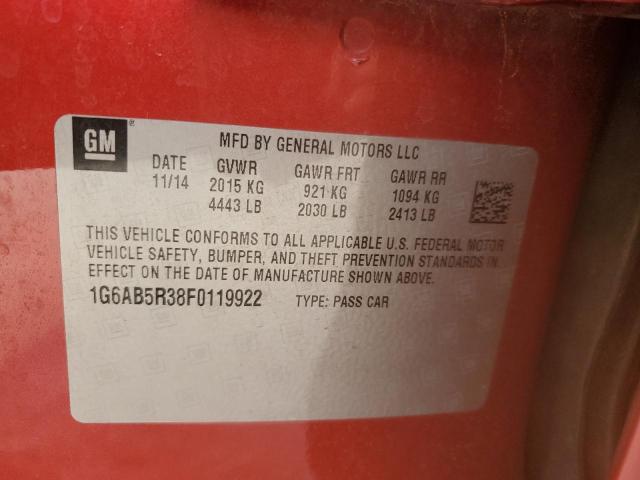 GM®
MFD BY GENERAL MOTORS LLC
DATE GVWR GAWR FRT GAWR RR
11/14 2015 KG 921 KG 1094 KG
4443 LB 2030 LB 2413 LB
THIS VEHICLE CONFORMS TO ALL APPLICABLE U.S. FEDERAL MOTOR
VEHICLE SAFETY, BUMPER, AND THEFT PREVENTION STANDARDS IN
EFFECT ON THE DATE OF MANUFACTURE SHOWN ABOVE.
1G6AB5R38F0119922 TYPE: PASS CAR